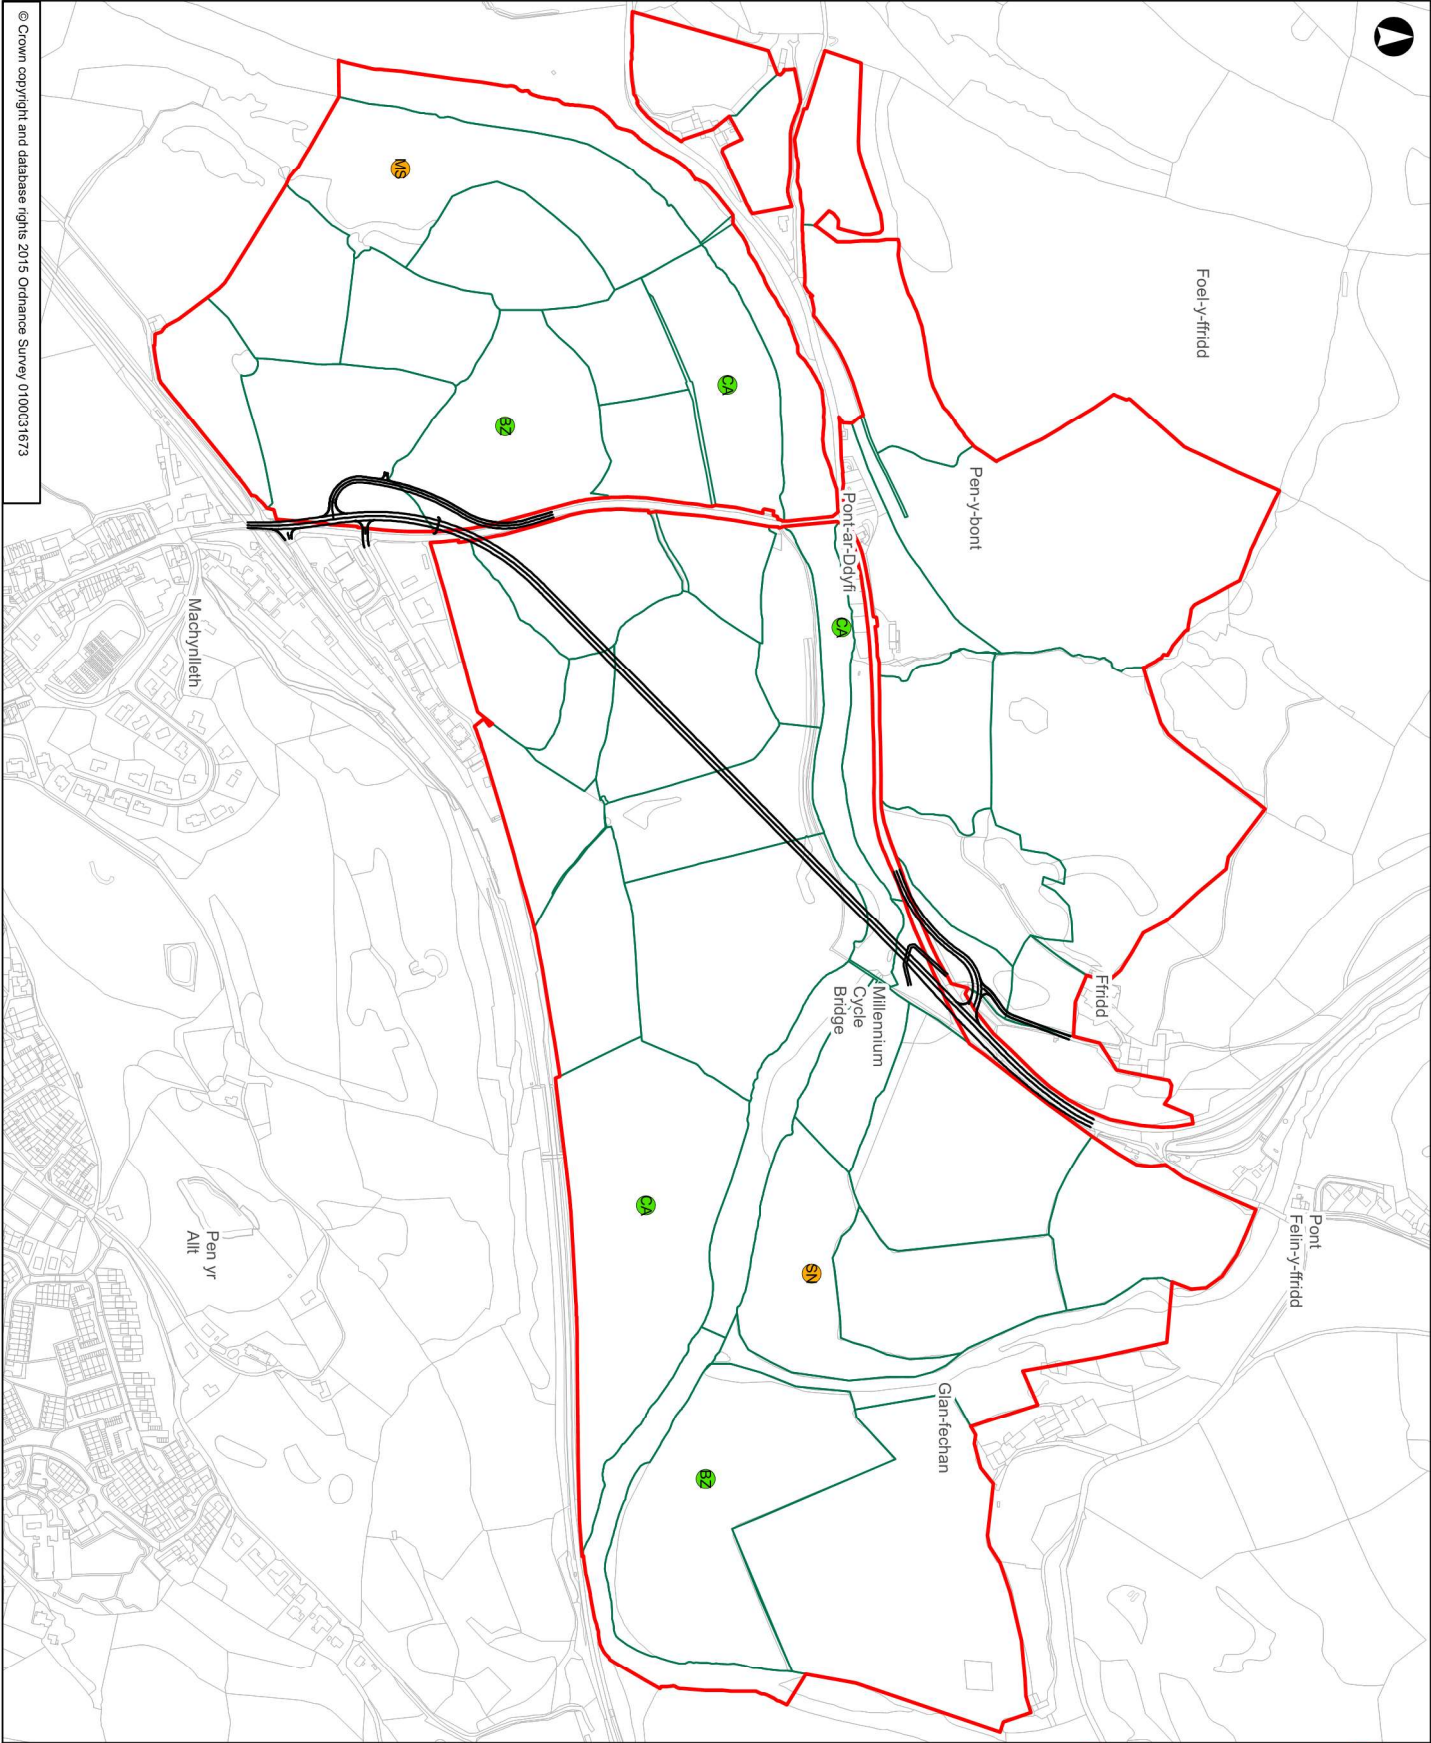 Foel-y-ffridd
Pen-y-bont
Pont-ar-Ddyfi
Ffridd
Pont
Felin-y-ffridd
Millennium
Cycle
Bridge
Glan-fechan
Machynlleth
Pen yr
Allt
MS
CA
BZ
CA
CA
SN
BZ
© Crown copyright and database rights 2015 Ordnance Survey 0100031673